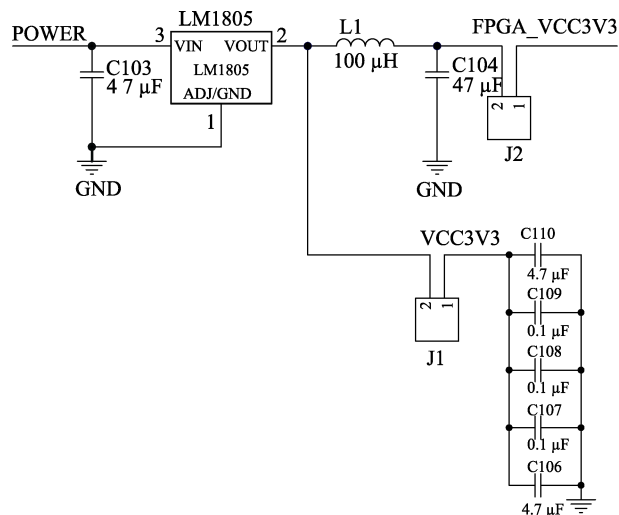 LM1805
POWER
3
VIN
VOUT
2
L1
FPGA_VCC3V3
C103
4 7 μF
LM1805
ADJ/GND
1
100 μH
C104
47 μF
2
1
J2
GND
GND
VCC3V3
C110
4.7 μF
2
1
J1
C109
0.1 μF
C108
0.1 μF
C107
0.1 μF
C106
4.7 μF